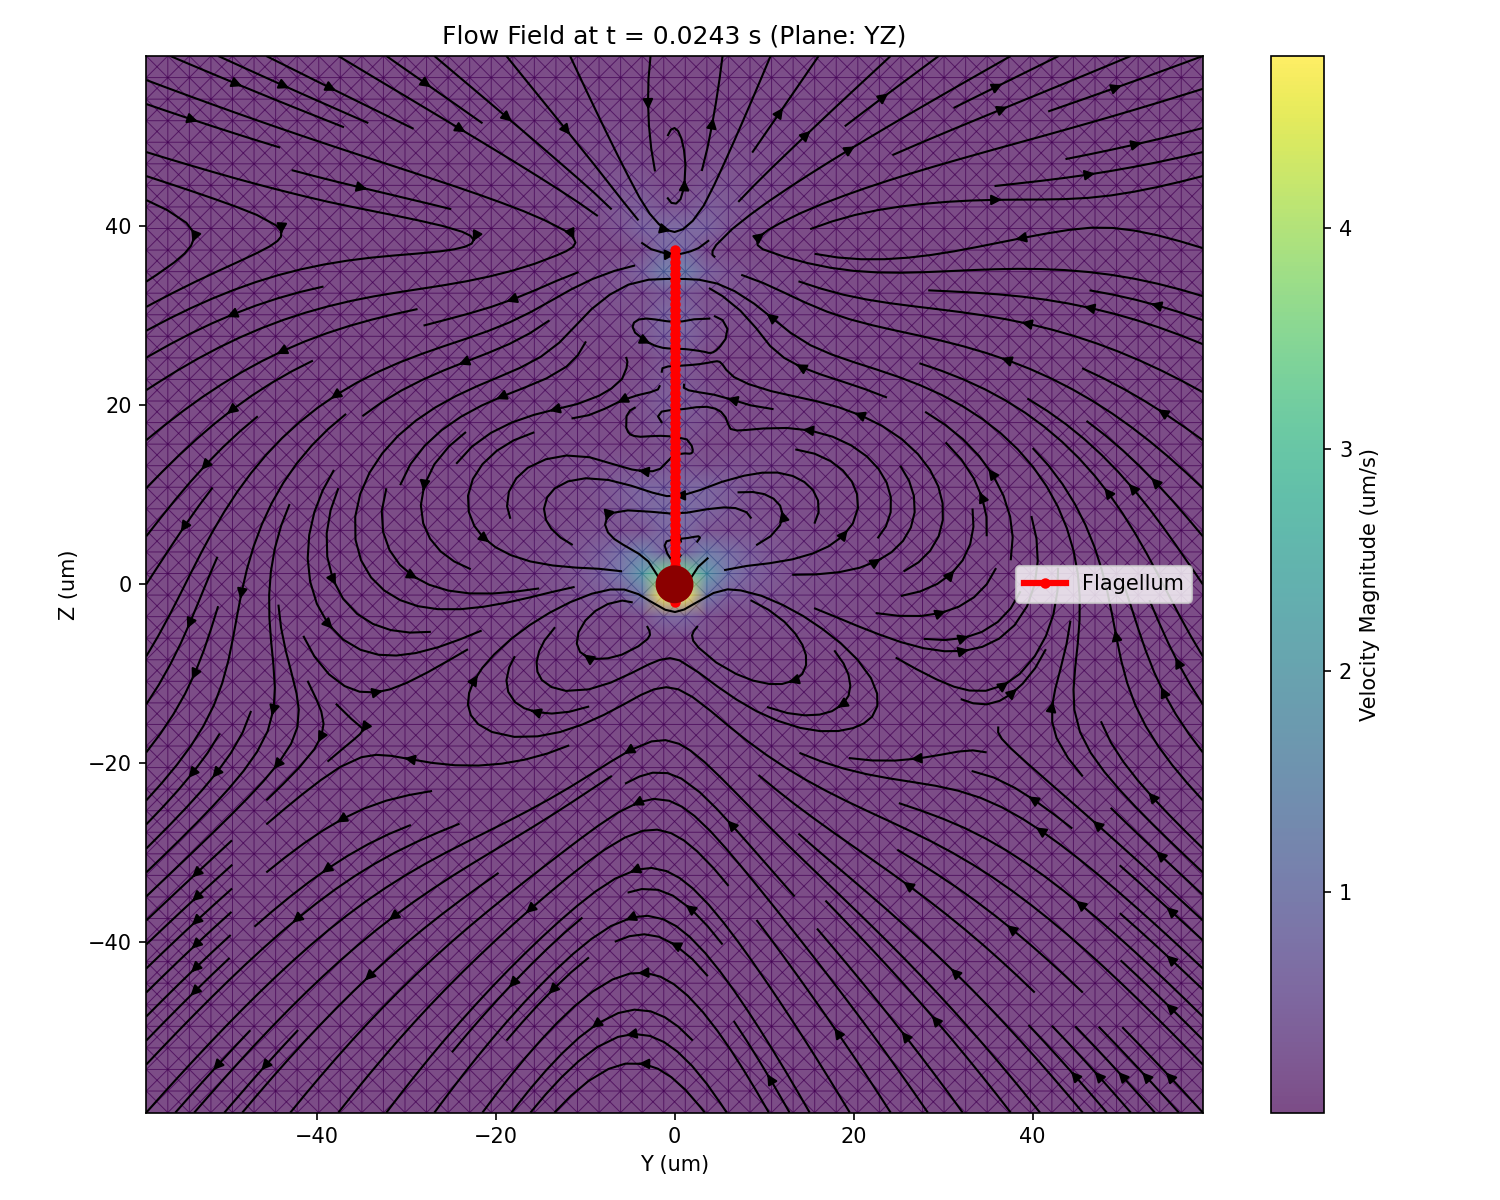 Flow Field at t = 0.0243 s (Plane: YZ)
40
20
0
−20
−40
Z (um)
−40
−20
0
20
40
Y (um)
Flagellum
4
3
2
1
Velocity Magnitude (um/s)